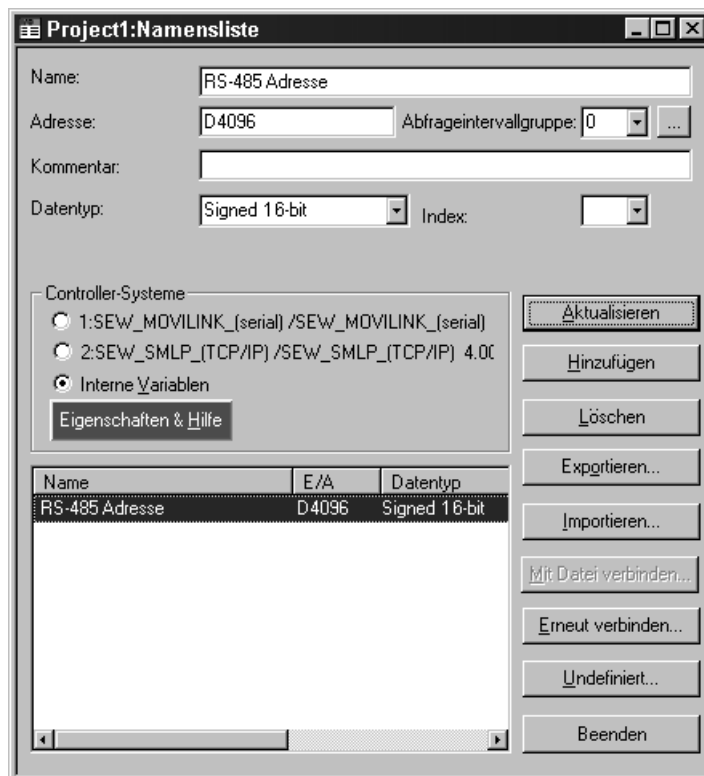 Project1:Namensliste
Name: RS-485 Adresse
Adresse: D4096 Abfrageintervallgruppe: 0 ...
Kommentar:
Datentyp: Signed 16-bit Index:
Controller-Systeme
1:SEW_MOVILINK_(serial) /SEW_MOVILINK_(serial)
2:SEW_SMLP_(TCP/IP) /SEW_SMLP_(TCP/IP) 4.00
Interne Variablen
Eigenschaften & Hilfe
Aktualisieren
Hinzufügen
Löschen
Exportieren...
Importieren...
Mit Datei verbinden...
Erneut verbinden...
Undefiniert...
Beenden
Name E/A Datentyp
RS-485 Adresse D4096 Signed 16-bit